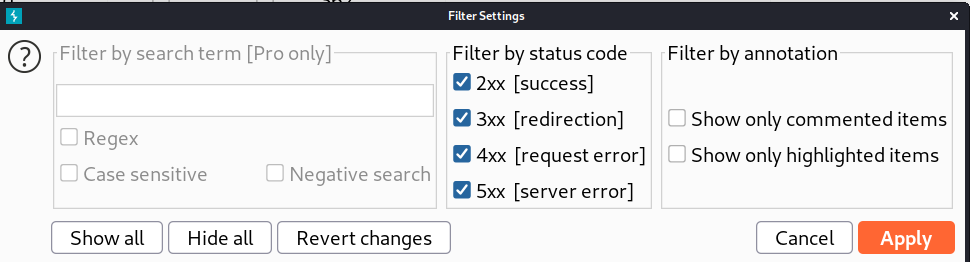 Filter Settings
Filter by search term [Pro only]
Regex
Case sensitive
Negative search
Filter by status code
2xx [success]
3xx [redirection]
4xx [request error]
5xx [server error]
Filter by annotation
Show only commented items
Show only highlighted items
Show all
Hide all
Revert changes
Cancel
Apply